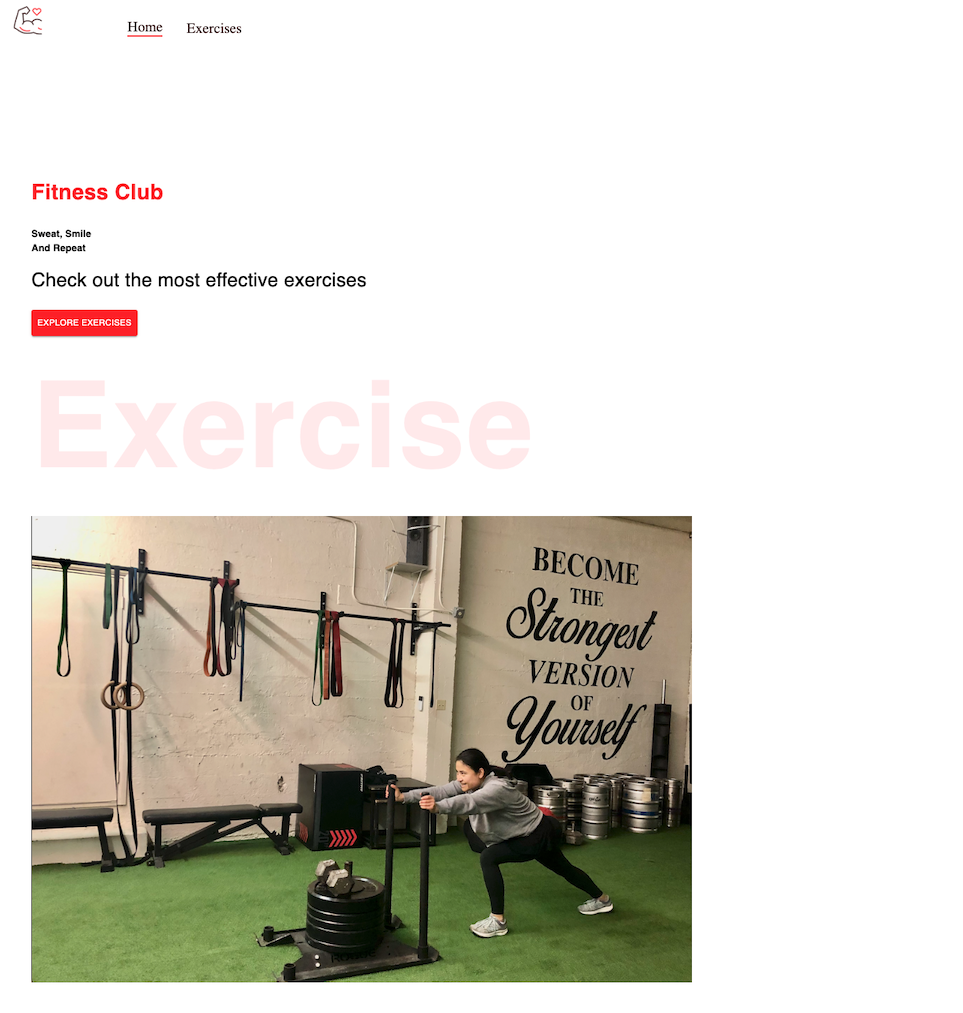 Home Exercises
Fitness Club
Sweat, Smile
And Repeat
Check out the most effective exercises
EXPLORE EXERCISES
Exercise
BECOME
THE
Strongest
VERSION
OF
Yourself